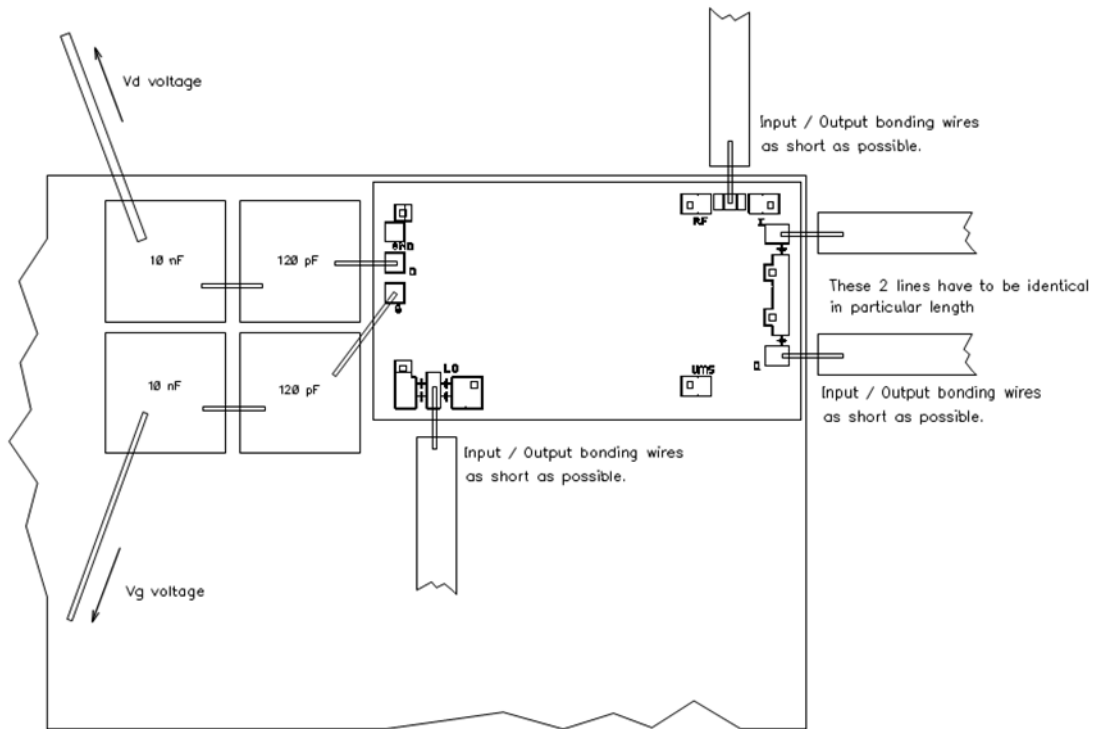 Vd voltage
Input / Output bonding wires
as short as possible.
RF
I
GND
10 nF
120 pF
D
These 2 lines have to be identical
in particular length
G
10 nF
120 pF
LO
UMS
Q
Input / Output bonding wires
as short as possible.
Input / Output bonding wires
as short as possible.
Vg voltage